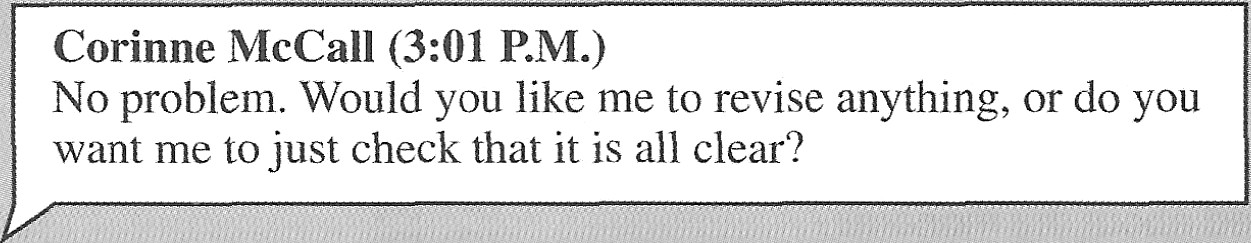 Corinne McCall (3:01 P.M.)
No problem. Would you like me to revise anything, or do you
want me to just check that it is all clear?